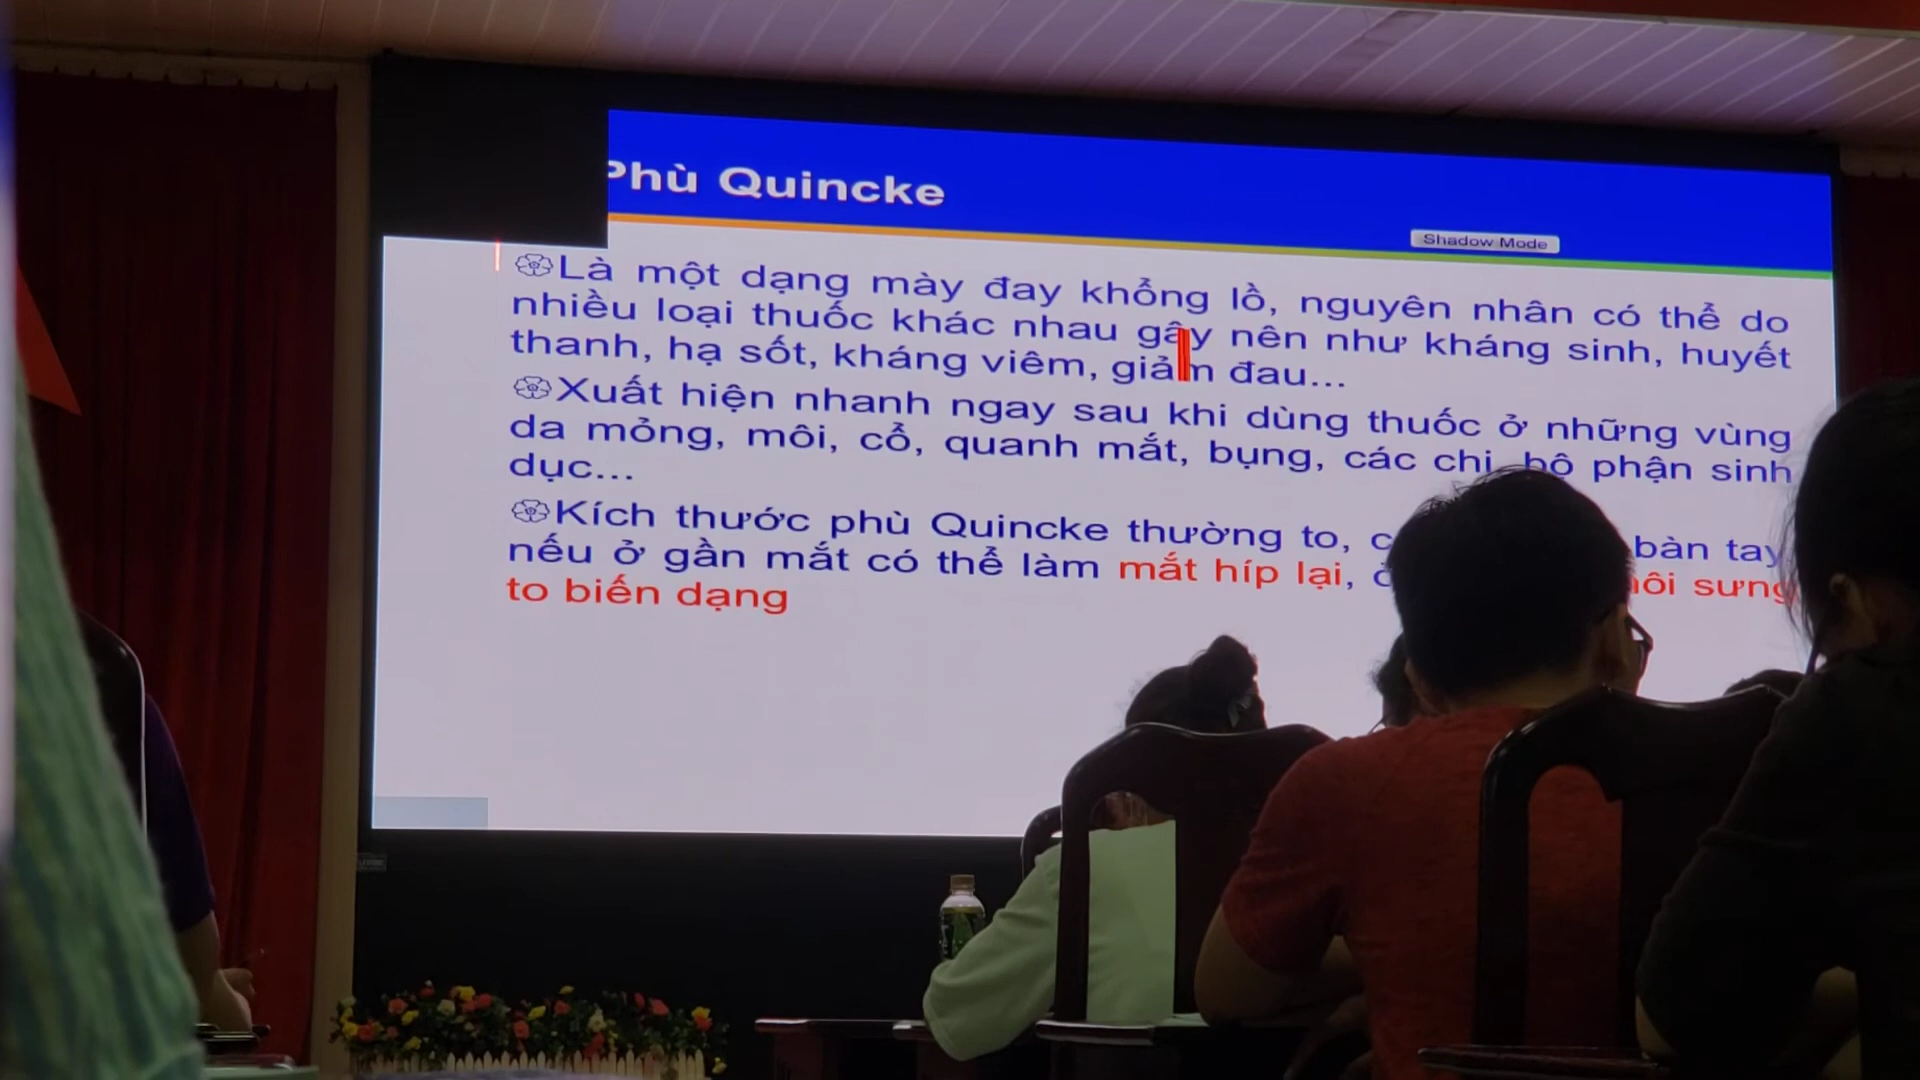 Phù Quincke
Shadow Mode
Là một dạng mày đay khổng lồ, nguyên nhân có thể do
nhiều loại thuốc khác nhau gây nên như kháng sinh, huyết
thanh, hạ sốt, kháng viêm, giảm đau...
Xuất hiện nhanh ngay sau khi dùng thuốc ở những vùng
da mỏng, môi, cổ, quanh mắt, bụng, các chi, bộ phận sinh
dục...
Kích thước phù Quincke thường to, bàn tay
nếu ở gần mắt có thể làm mắt híp lại, môi sưng
to biến dạng